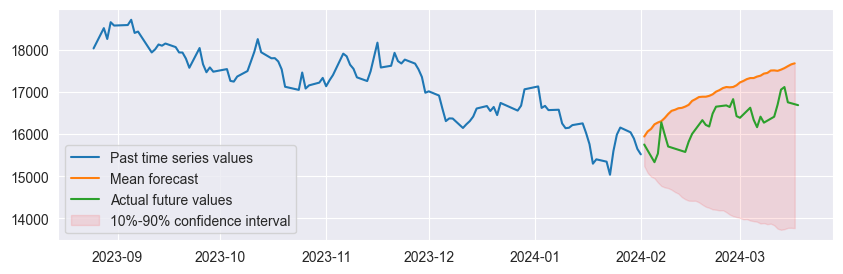 18000
17000
16000
15000
14000
Past time series values
Mean forecast
Actual future values
10%-90% confidence interval
2023-09 2023-10 2023-11 2023-12 2024-01 2024-02 2024-03